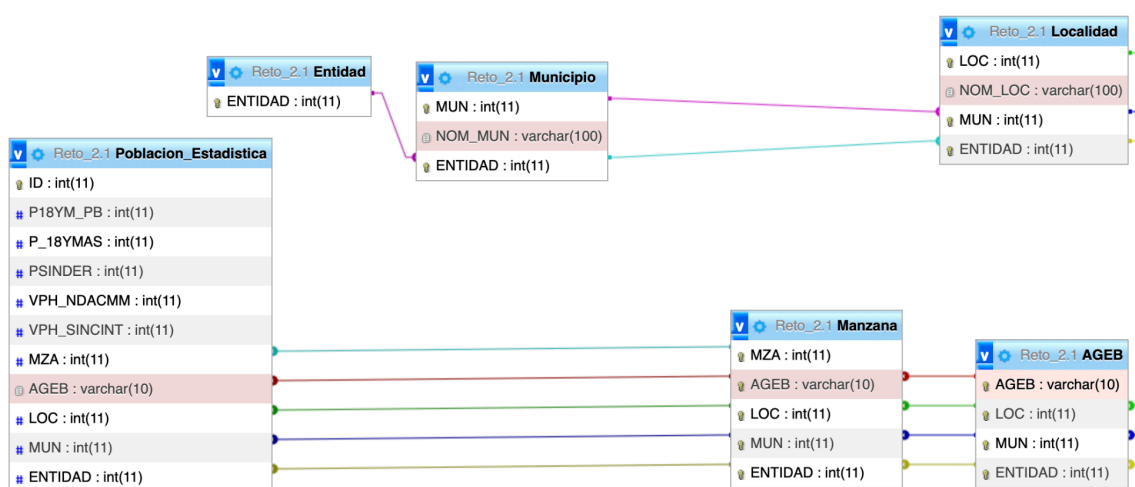 Reto_2.1 Entidad
ENTIDAD : int(11)
Reto_2.1 Municipio
MUN : int(11)
NOM_MUN : varchar(100)
ENTIDAD : int(11)
Reto_2.1 Localidad
LOC : int(11)
NOM_LOC : varchar(100)
MUN : int(11)
ENTIDAD : int(11)
Reto_2.1 Poblacion_Estadistica
ID : int(11)
P18YM_PB : int(11)
P_18YMAS : int(11)
PSINDER : int(11)
VPH_NDACMM : int(11)
VPH_SINCINT : int(11)
MZA : int(11)
AGEB : varchar(10)
LOC : int(11)
MUN : int(11)
ENTIDAD : int(11)
Reto_2.1 Manzana
MZA : int(11)
AGEB : varchar(10)
LOC : int(11)
MUN : int(11)
ENTIDAD : int(11)
Reto_2.1 AGEB
AGEB : varchar(10)
LOC : int(11)
MUN : int(11)
ENTIDAD : int(11)